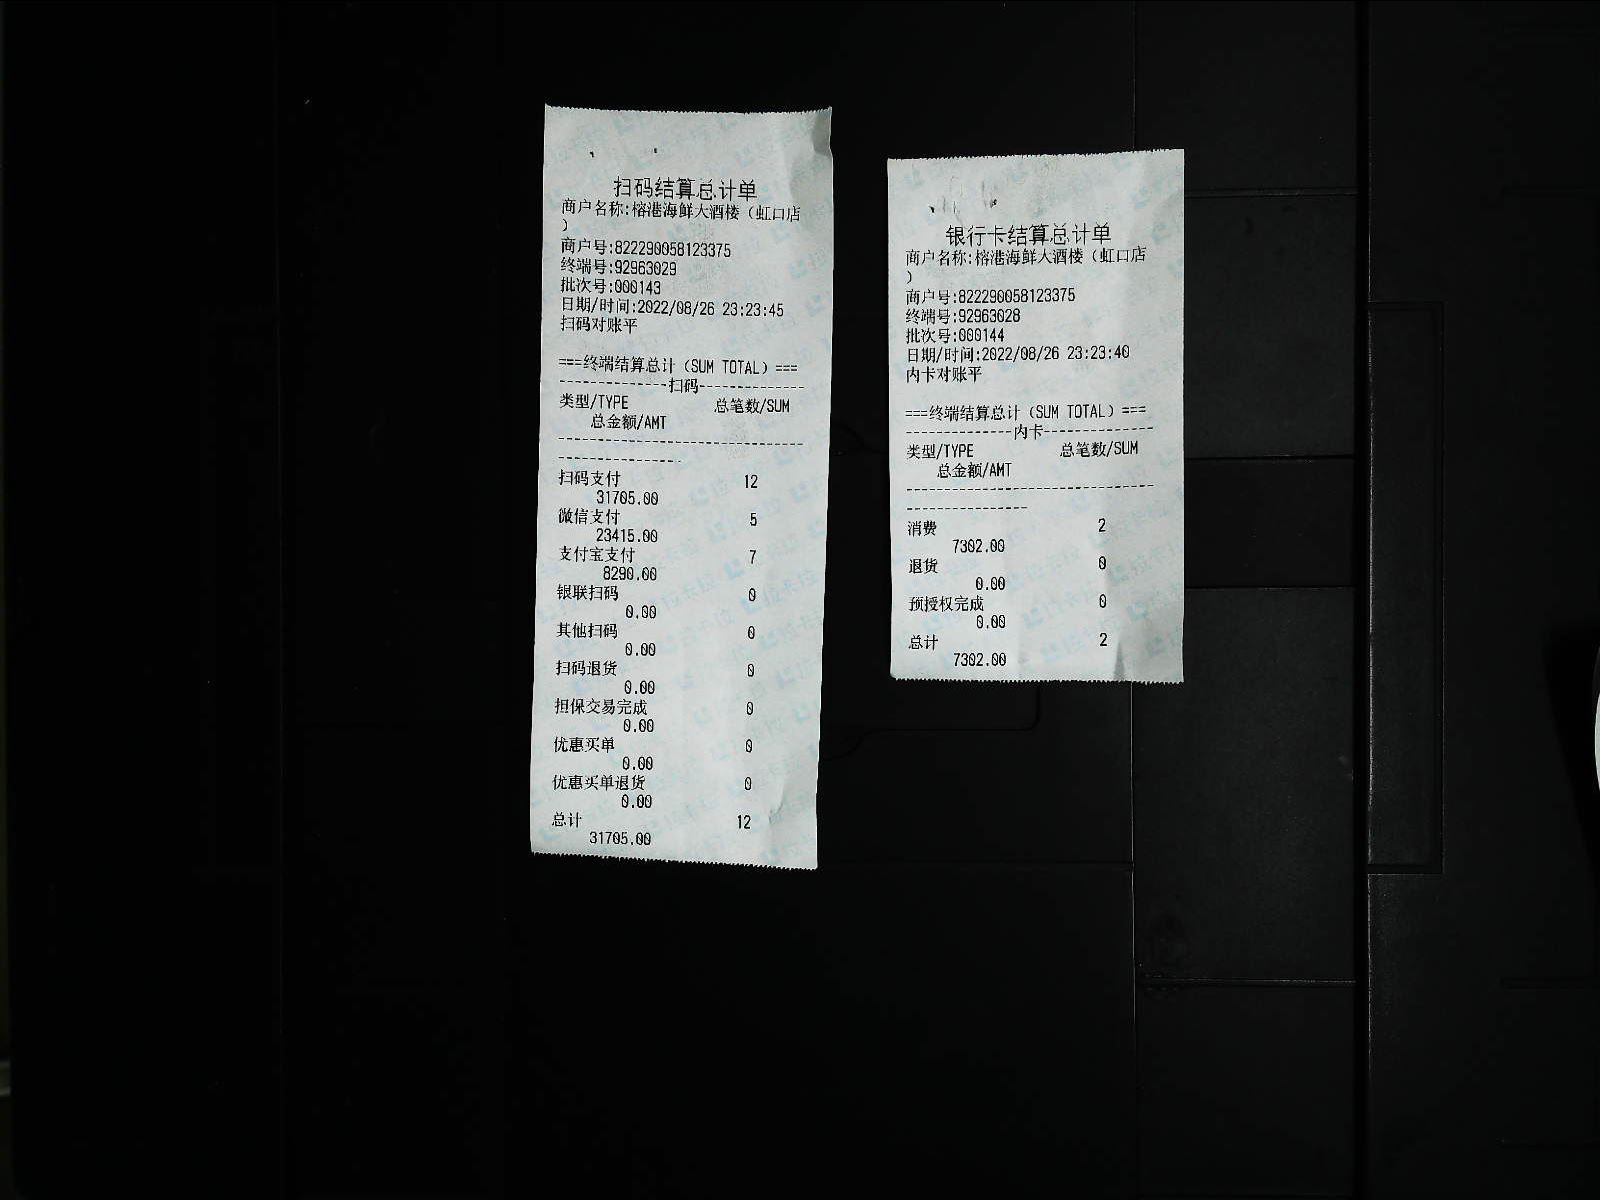 扫码结算总计单
商户名称:榕港海鲜大酒楼（虹口店
）
商户号:822290058123375
终端号:92963029
批次号:000143
日期/时间:2022/08/26 23:23:45
扫码对账平
===终端结算总计（SUM TOTAL）===
--------------扫码--------------
类型/TYPE 总笔数/SUM
总金额/AMT
--------------------------------
----------------
扫码支付 12
31705.00
微信支付 5
23415.00
支付宝支付 7
8290.00
银联扫码 0
0.00
其他扫码 0
0.00
扫码退货 0
0.00
担保交易完成 0
0.00
优惠买单 0
0.00
优惠买单退货 0
0.00
总计 12
31705.00
银行卡结算总计单
商户名称:榕港海鲜大酒楼（虹口店
）
商户号:822290058123375
终端号:92963028
批次号:000144
日期/时间:2022/08/26 23:23:40
内卡对账平
===终端结算总计（SUM TOTAL）===
--------------内卡--------------
类型/TYPE 总笔数/SUM
总金额/AMT
--------------------------------
----------------
消费 2
7302.00
退货 0
0.00
预授权完成 0
0.00
总计 2
7302.00